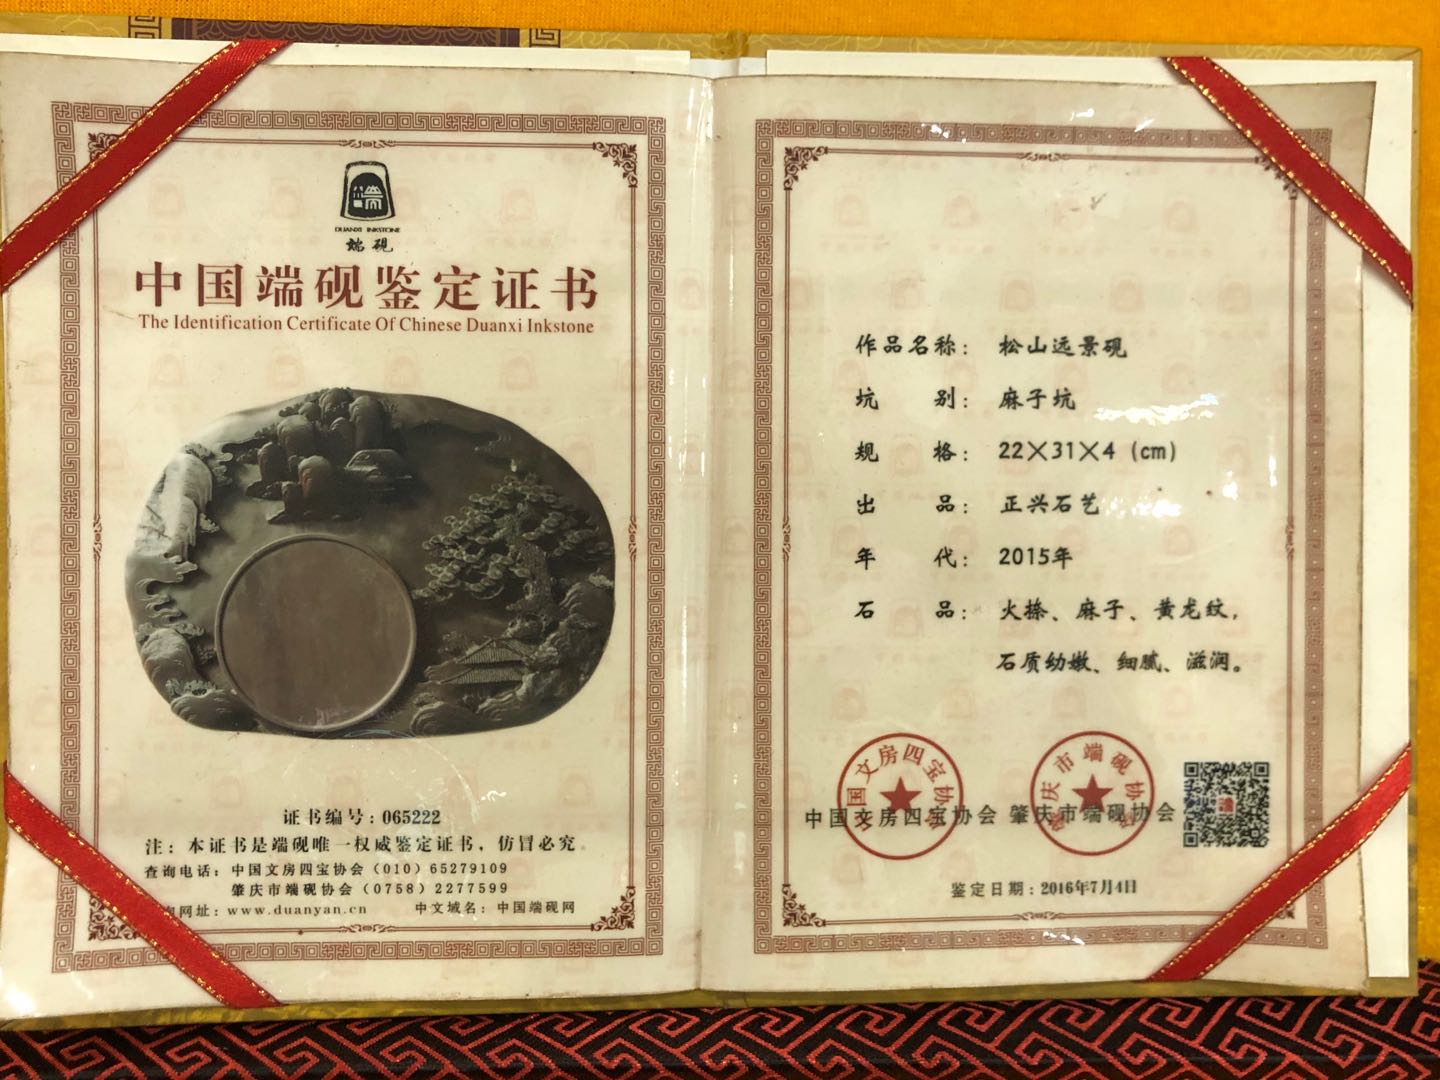 DUANXI INKSTONE
端砚
中国端砚鉴定证书
The Identification Certificate Of Chinese Duanxi Inkstone
证书编号：065222
注：本证书是端砚唯一权威鉴定证书，仿冒必究。
查询电话：中国文房四宝协会（010）65279109
肇庆市端砚协会（0758）2277599
网址：www.duanyan.cn 中文域名：中国端砚网
作品名称：松山远景砚
坑别：麻子坑
规格：22×31×4 (cm)
出品：正兴石艺
年代：2015年
石品：火捺、麻子、黄龙纹，
石质幼嫩、细腻、滋润。
国文房四宝协
庆市端砚协
中国文房四宝协会 肇庆市端砚协会
鉴定日期：2016年7月4日